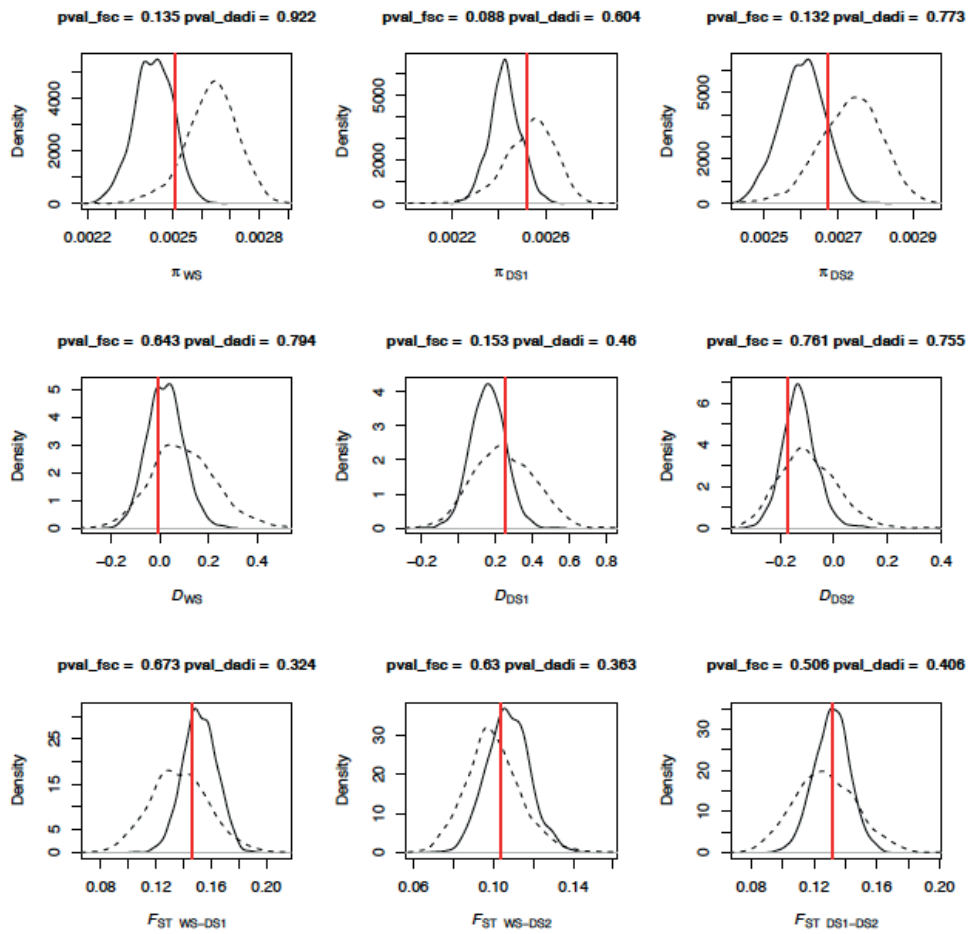 pval_fsc = 0.135 pval_dadi = 0.922
pval_fsc = 0.088 pval_dadi = 0.604
pval_fsc = 0.132 pval_dadi = 0.773
Density
0 2000 4000
0.0022 0.0025 0.0028
π WS
Density
0 2000 5000
0.0022 0.0026
π DS1
Density
0 2000 5000
0.0025 0.0027 0.0029
π DS2
pval_fsc = 0.643 pval_dadi = 0.794
pval_fsc = 0.153 pval_dadi = 0.46
pval_fsc = 0.761 pval_dadi = 0.755
Density
0 1 2 3 4 5
−0.2 0.0 0.2 0.4
D WS
Density
0 1 2 3 4
−0.2 0.2 0.4 0.6 0.8
D DS1
Density
0 2 4 6
−0.2 0.0 0.2 0.4
D DS2
pval_fsc = 0.673 pval_dadi = 0.324
pval_fsc = 0.63 pval_dadi = 0.363
pval_fsc = 0.506 pval_dadi = 0.406
Density
0 5 15 25
0.08 0.12 0.16 0.20
F ST WS−DS1
Density
0 10 20 30
0.06 0.10 0.14
F ST WS−DS2
Density
0 10 20 30
0.08 0.12 0.16 0.20
F ST DS1−DS2